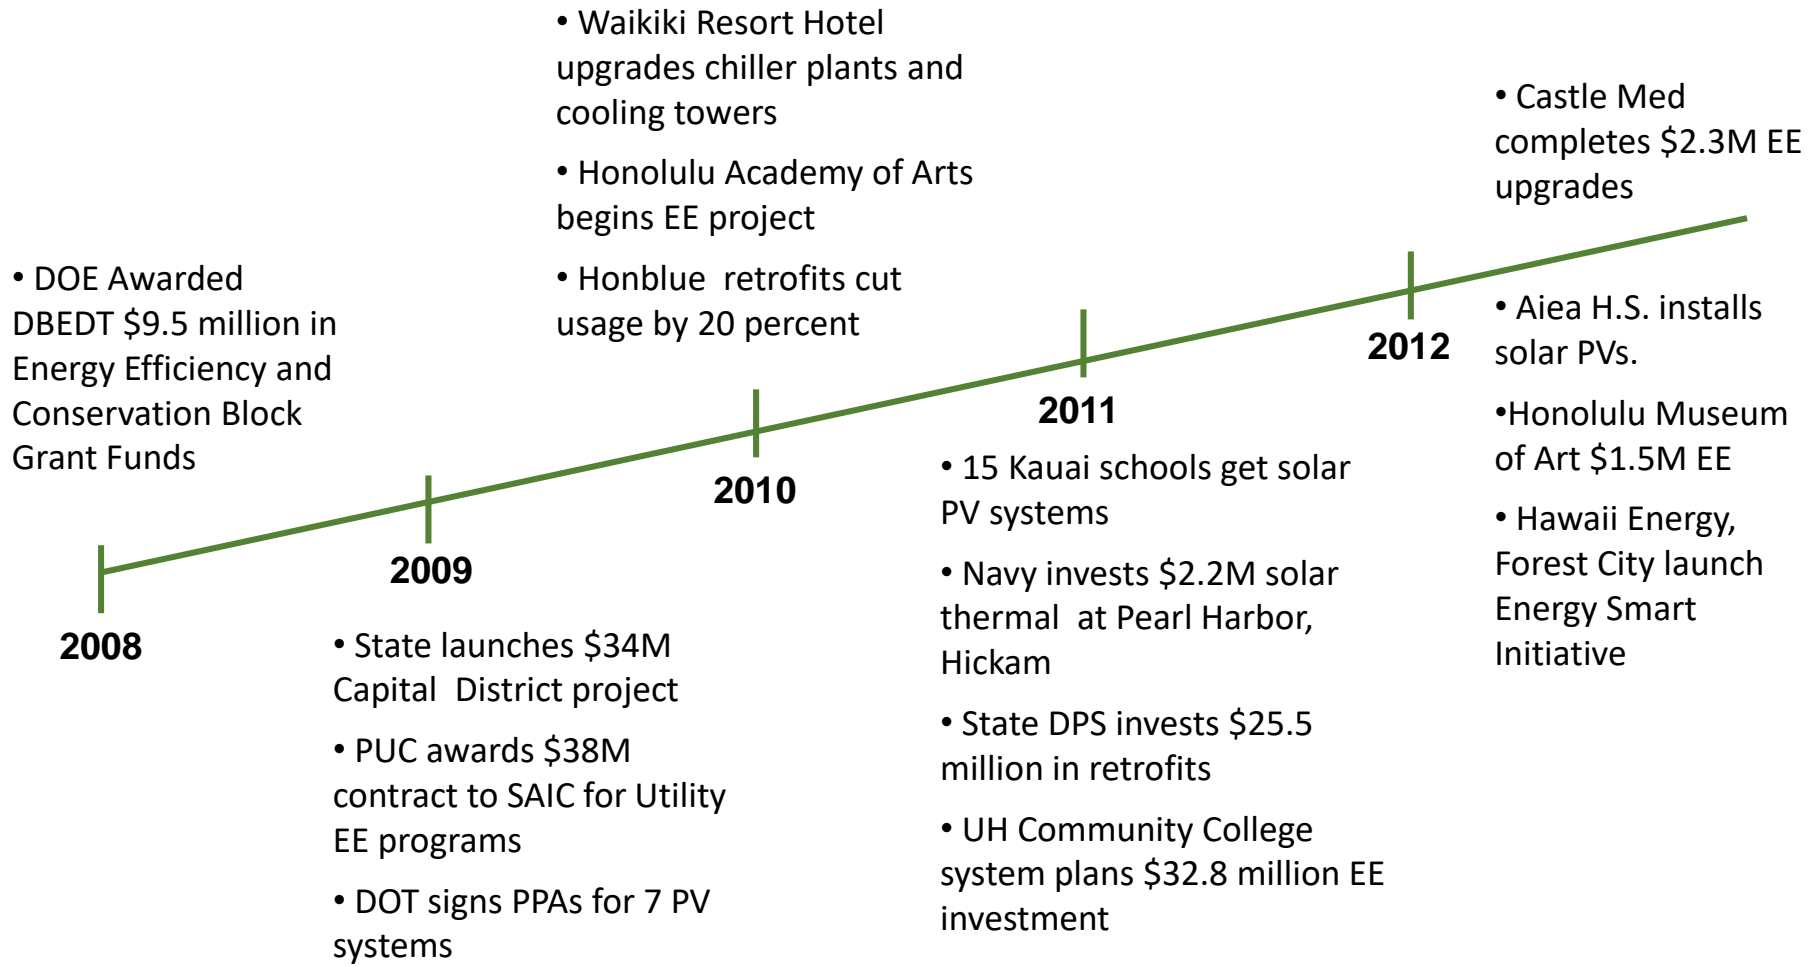 • DOE Awarded
DBEDT $9.5 million in
Energy Efficiency and
Conservation Block
Grant Funds
2008
2009
• State launches $34M
Capital  District project
• PUC awards $38M
contract to SAIC for Utility
EE programs
• DOT signs PPAs for 7 PV
systems
• Waikiki Resort Hotel
upgrades chiller plants and
cooling towers
• Honolulu Academy of Arts
begins EE project
• Honblue  retrofits cut
usage by 20 percent
2010
2011
• 15 Kauai schools get solar
PV systems
• Navy invests $2.2M solar
thermal  at Pearl Harbor,
Hickam
• State DPS invests $25.5
million in retrofits
• UH Community College
system plans $32.8 million EE
investment
• Castle Med
completes $2.3M EE
upgrades
2012
• Aiea H.S. installs
solar PVs.
•Honolulu Museum
of Art $1.5M EE
• Hawaii Energy,
Forest City launch
Energy Smart
Initiative